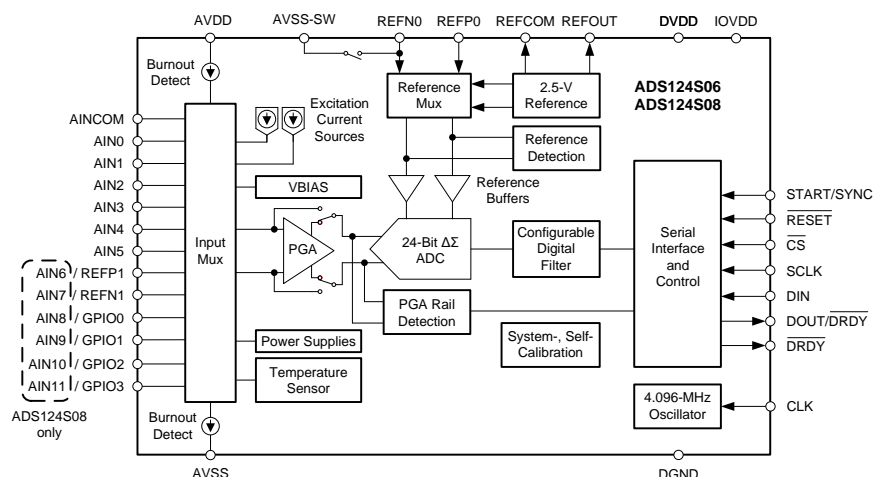 AVDD
AVSS-SW
REFN0
REFP0
REFCOM
REFOUT
DVDD
IOVDD
Burnout
Detect
Reference
Mux
2.5-V
Reference
ADS124S06
ADS124S08
Excitation
Current
Sources
Reference
Detection
AINCOM
AIN0
AIN1
AIN2
AIN3
AIN4
AIN5
AIN6 / REFP1
AIN7 / REFN1
AIN8 / GPIO0
AIN9 / GPIO1
AIN10 / GPIO2
AIN11 / GPIO3
ADS124S08
only
Input
Mux
VBIAS
Reference
Buffers
PGA
24-Bit ΔΣ
ADC
Configurable
Digital
Filter
Serial
Interface
and
Control
START/SYNC
RESET
CS
SCLK
DIN
DOUT/DRDY
DRDY
PGA Rail
Detection
Power Supplies
System-, Self-
Calibration
Temperature
Sensor
4.096-MHz
Oscillator
CLK
Burnout
Detect
AVSS
DGND